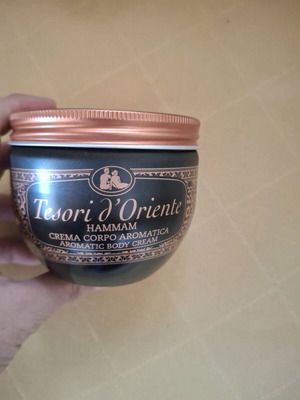 Tesori d'Oriente
HAMMAM
CREMA CORPO AROMATICA
AROMATIC BODY CREAM